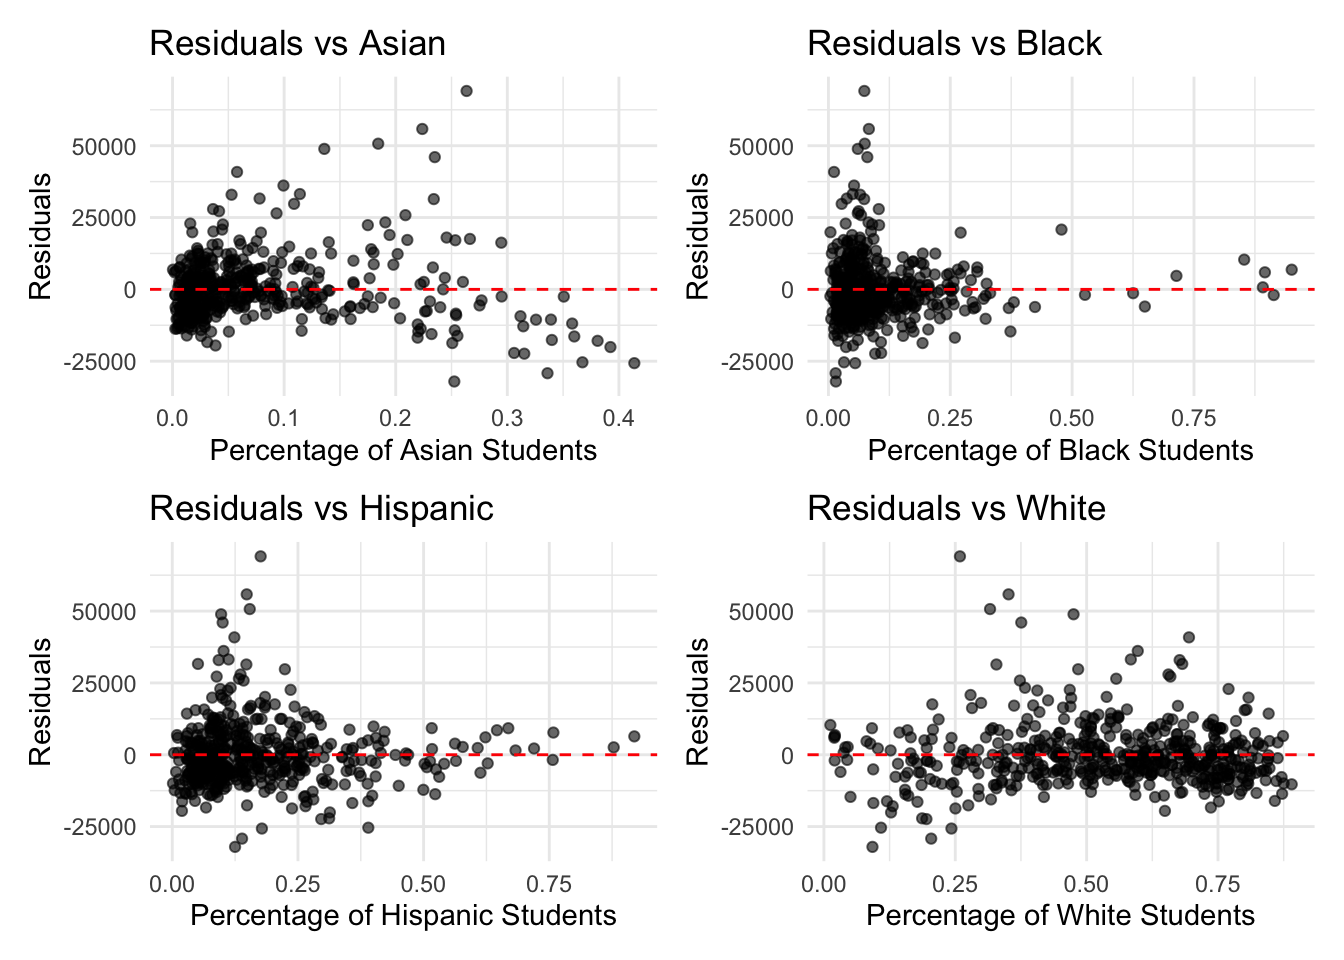 Residuals vs Asian
Residuals
50000
25000
0
-25000
0.0 0.1 0.2 0.3 0.4
Percentage of Asian Students
Residuals vs Black
Residuals
50000
25000
0
-25000
0.00 0.25 0.50 0.75
Percentage of Black Students
Residuals vs Hispanic
Residuals
50000
25000
0
-25000
0.00 0.25 0.50 0.75
Percentage of Hispanic Students
Residuals vs White
Residuals
50000
25000
0
-25000
0.00 0.25 0.50 0.75
Percentage of White Students